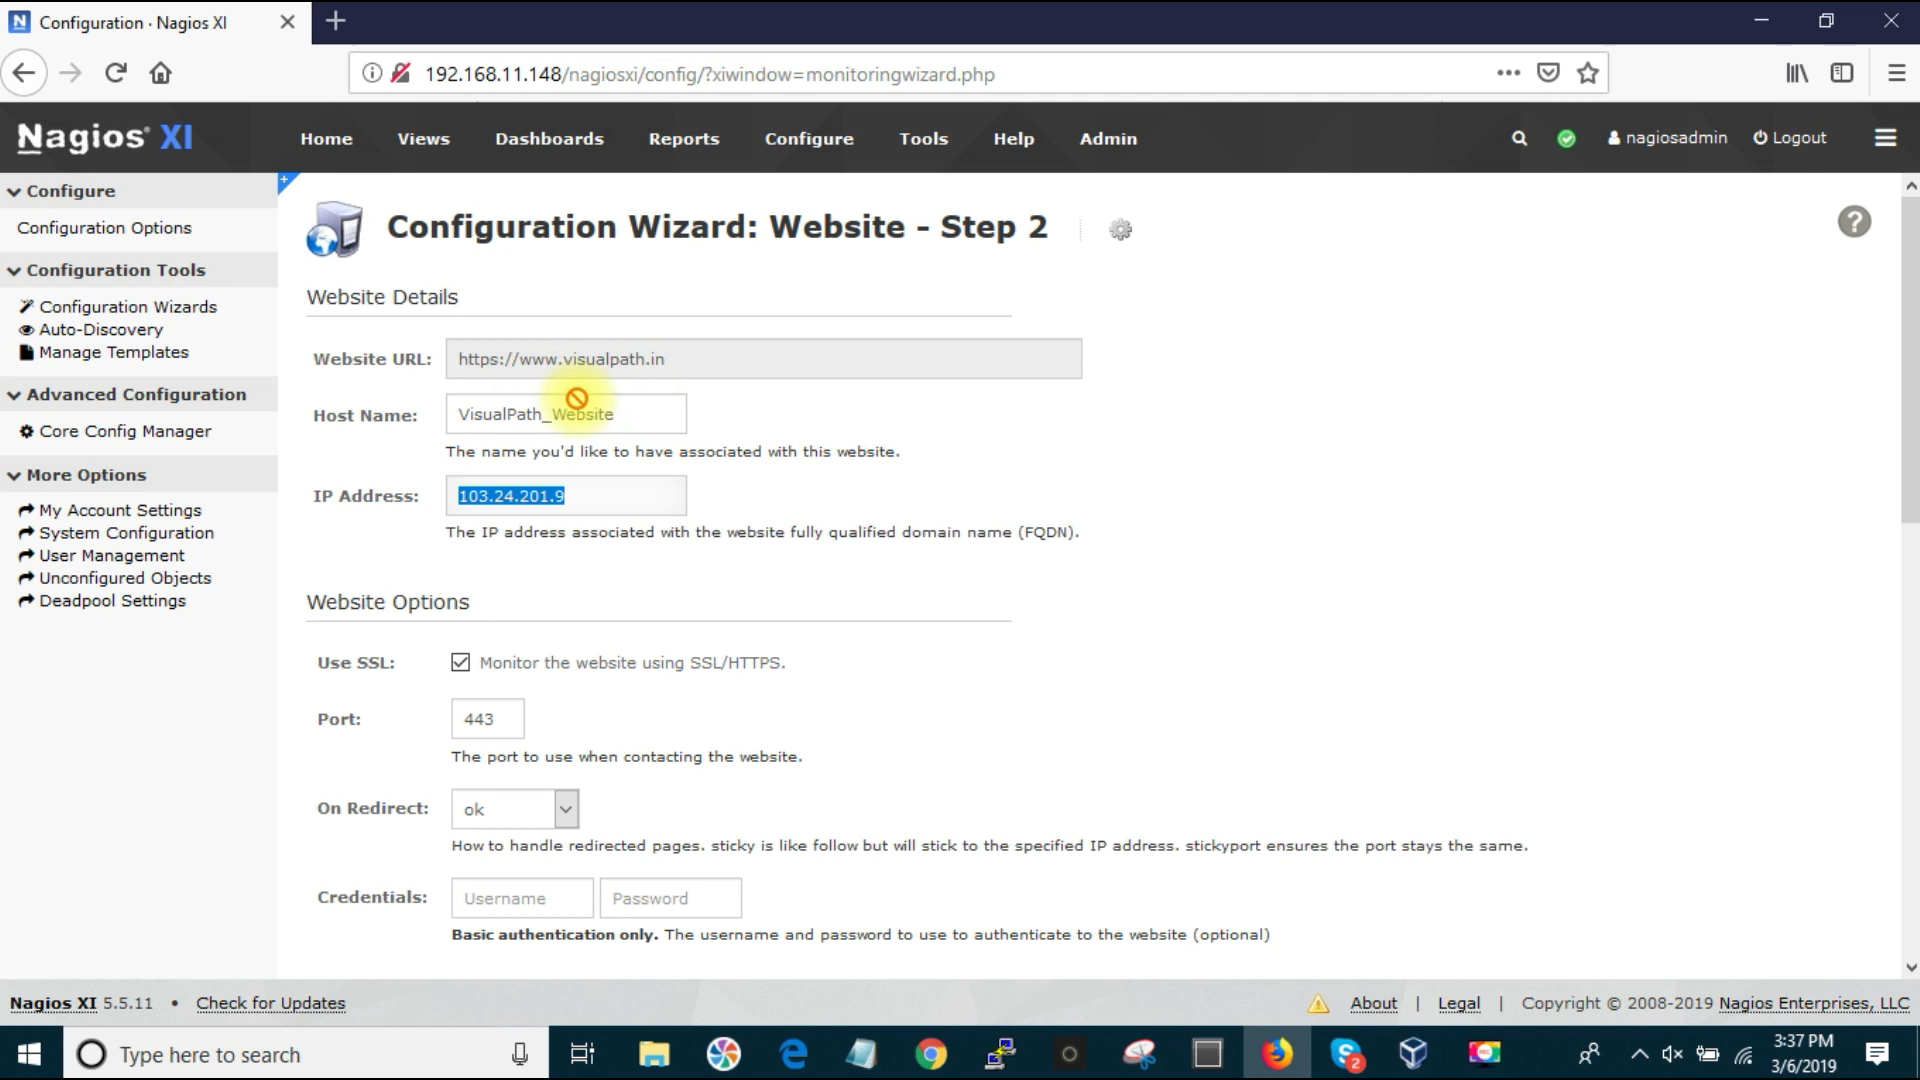 Configuration · Nagios XI
192.168.11.148/nagiosxi/config/?xiwindow=monitoringwizard.php
Nagios® XI
Home Views Dashboards Reports Configure Tools Help Admin
nagiosadmin Logout
Configure
Configuration Options
Configuration Tools
Configuration Wizards
Auto-Discovery
Manage Templates
Advanced Configuration
Core Config Manager
More Options
My Account Settings
System Configuration
User Management
Unconfigured Objects
Deadpool Settings
Configuration Wizard: Website - Step 2
Website Details
Website URL: https://www.visualpath.in
Host Name: VisualPath_Website
The name you'd like to have associated with this website.
IP Address: 103.24.201.9
The IP address associated with the website fully qualified domain name (FQDN).
Website Options
Use SSL: Monitor the website using SSL/HTTPS.
Port: 443
The port to use when contacting the website.
On Redirect: ok
How to handle redirected pages. sticky is like follow but will stick to the specified IP address. stickyport ensures the port stays the same.
Credentials: Username Password
Basic authentication only. The username and password to use to authenticate to the website (optional)
Nagios XI 5.5.11 • Check for Updates
About | Legal | Copyright © 2008-2019 Nagios Enterprises, LLC
Type here to search
2
3:37 PM
3/6/2019